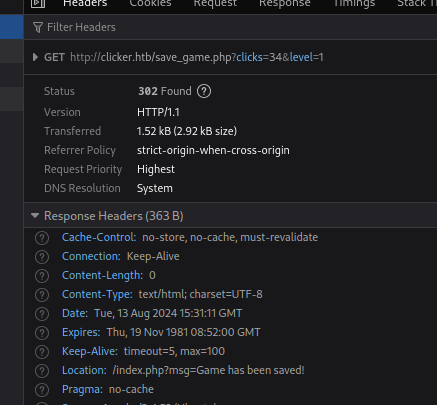 Headers Cookies Request Response Timings Stack
Filter Headers
GET http://clicker.htb/save_game.php?clicks=34&level=1
Status 302 Found ?
Version HTTP/1.1
Transferred 1.52 kB (2.92 kB size)
Referrer Policy strict-origin-when-cross-origin
Request Priority Highest
DNS Resolution System
Response Headers (363 B)
? Cache-Control: no-store, no-cache, must-revalidate
? Connection: Keep-Alive
? Content-Length: 0
? Content-Type: text/html; charset=UTF-8
? Date: Tue, 13 Aug 2024 15:31:11 GMT
? Expires: Thu, 19 Nov 1981 08:52:00 GMT
? Keep-Alive: timeout=5, max=100
? Location: /index.php?msg=Game has been saved!
? Pragma: no-cache